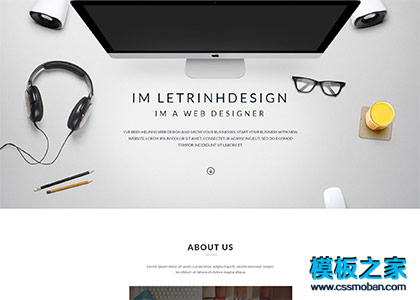 IM LETRINHDESIGN
IM A WEB DESIGNER
I'VE BEEN HELPING WEB DESIGN AND GROW YOUR BUSINESSES. START YOUR BUSINESS WITH NEW
WEBSITE. LOREM IPSUM DOLOR SIT AMET, CONSECTETUR ADIPISICING ELIT, SED DO EIUSMOD
TEMPOR INCIDIDUNT UT LABORE ET.
ABOUT US
Lorem ipsum dolor sit amet, consectetur adipisicing elit, sed do eiusmod tempor
incididunt ut labore et dolore magna aliqua.
模板之家
www.cssmoban.com